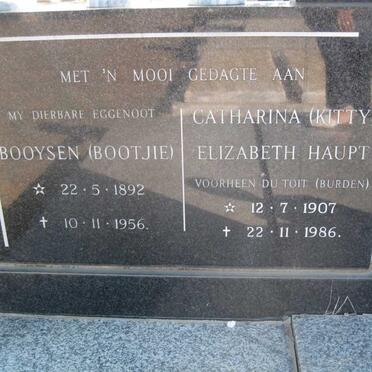 MET 'N MOOI GEDAGTE AAN
MY DIERBARE EGGENOOT
BOOYSEN (BOOTJIE)
☆ 22 · 5 · 1892
✝ 10 · 11 · 1956.
CATHARINA (KITTY
ELIZABETH HAUPT
VOORHEEN DU TOIT (BURDEN)
☆ 12 · 7 · 1907
✝ 22 · 11 · 1986.